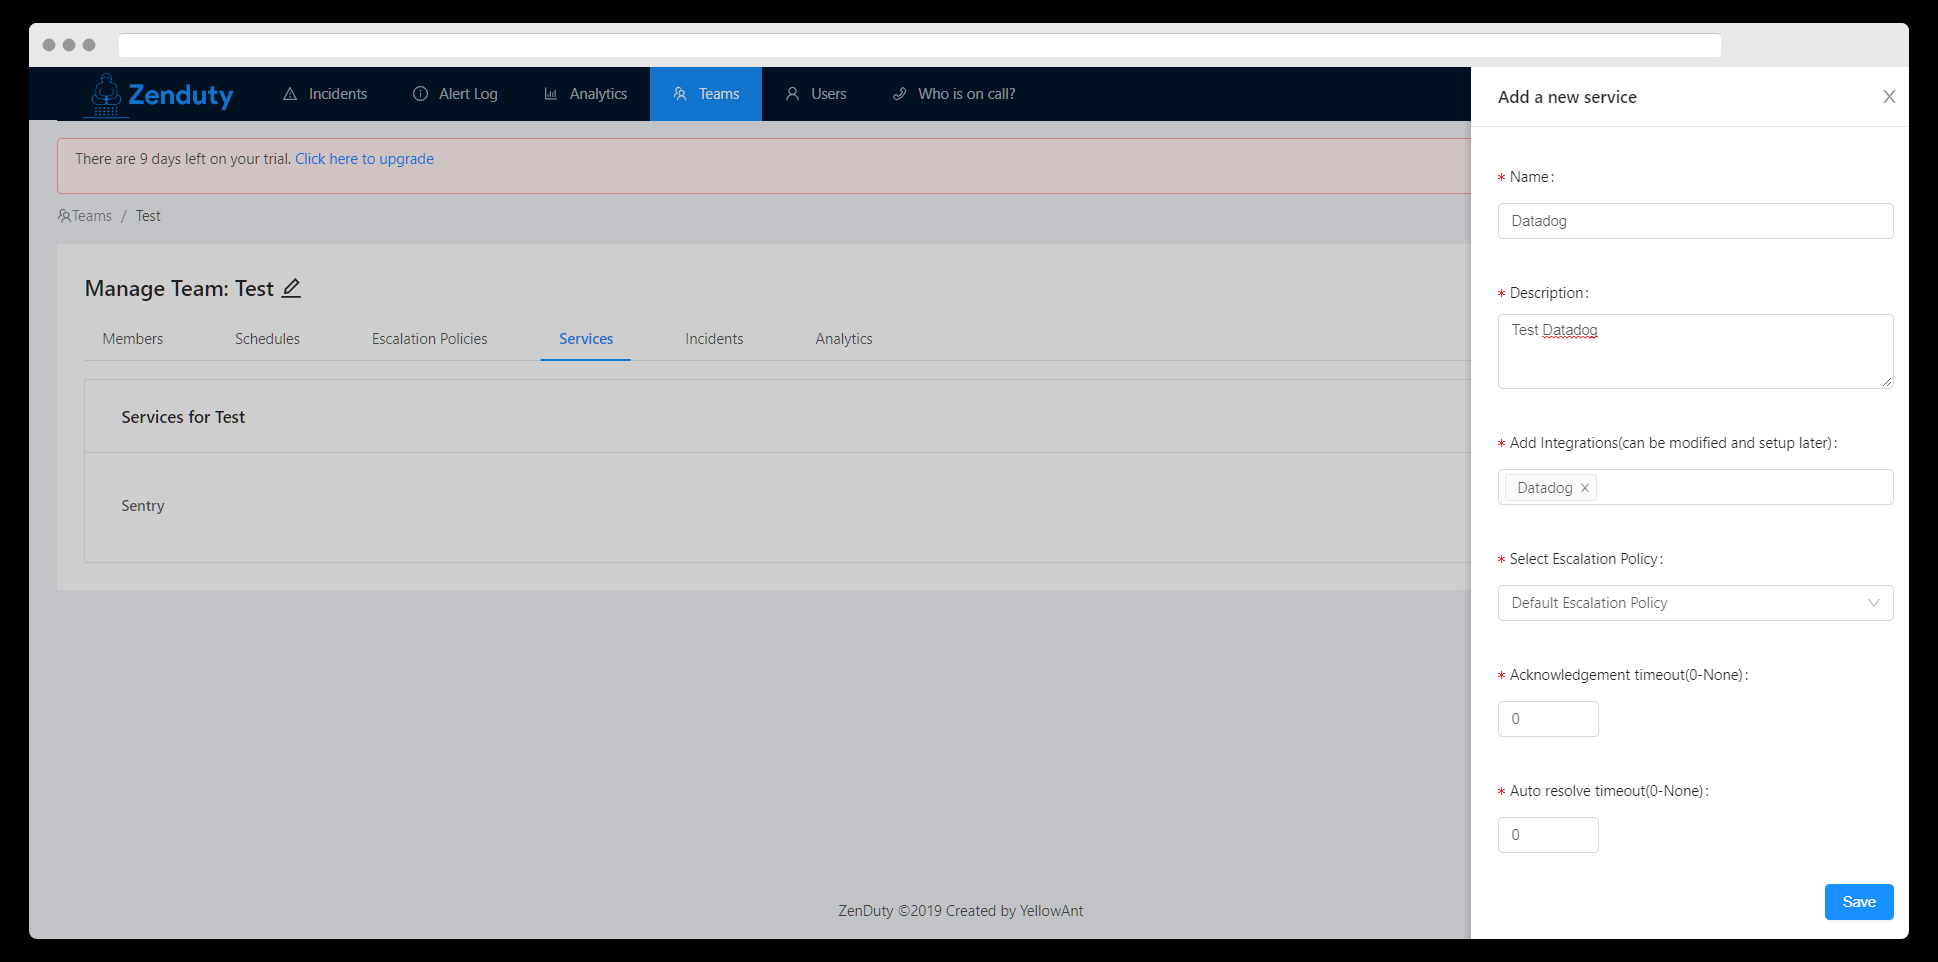 Zenduty Incidents Alert Log Analytics Teams Users Who is on call?
There are 9 days left on your trial. Click here to upgrade
Teams / Test
Manage Team: Test
Members Schedules Escalation Policies Services Incidents Analytics
Services for Test
Sentry
ZenDuty ©2019 Created by YellowAnt
Add a new service
* Name:
Datadog
* Description:
Test Datadog
* Add Integrations(can be modified and setup later):
Datadog
* Select Escalation Policy:
Default Escalation Policy
* Acknowledgement timeout(0-None):
0
* Auto resolve timeout(0-None):
0
Save